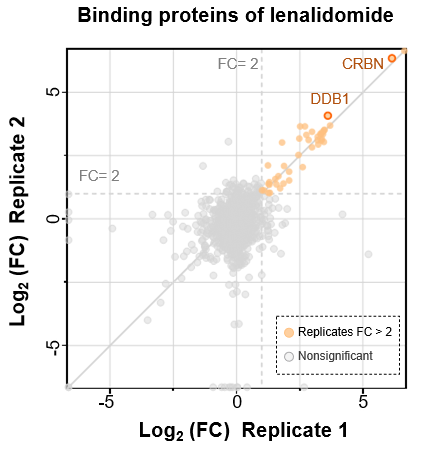 Binding proteins of lenalidomide
FC= 2
CRBN
DDB1
FC= 2
5
0
-5
Log2 (FC) Replicate 2
Replicates FC > 2
Nonsignificant
-5
0
5
Log2 (FC) Replicate 1